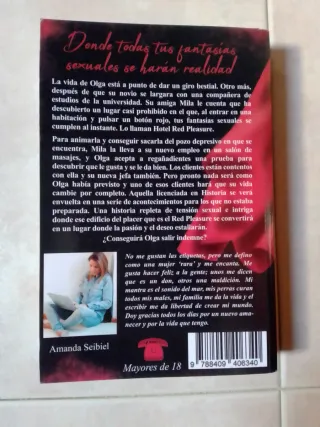 Donde todas tus fantasías
sexuales se harán realidad
La vida de Olga está a punto de dar un giro bestial. Otro más,
después de que su novio se largara con una compañera de
estudios de la universidad. Su amiga Mila le cuenta que ha
descubierto un lugar casi prohibido en el que, al entrar en una
habitación y pulsar un botón rojo, tus fantasías sexuales se
cumplen al instante. Lo llaman Hotel Red Pleasure.
Para animarla y conseguir sacarla del pozo depresivo en que se
encuentra, Mila la lleva a su nuevo empleo en un salón de
masajes, y Olga acepta a regañadientes una prueba para
descubrir que le gusta y se le da bien. Los clientes están contentos
con ella y su nueva jefa también. Pero pronto nada será como
Olga había previsto y uno de esos clientes hará que su vida
cambie por completo. Aquella licenciada en Historia se verá
envuelta en una serie de acontecimientos para los que no estaba
preparada. Una historia repleta de tensión sexual e intriga
donde ese edificio del placer que es el Red Pleasure se convertirá
en un lugar donde la pasión y el deseo estallarán.
¿Conseguirá Olga salir indemne?
No me gustan las etiquetas, pero me defino
como una mujer 'rara' y me encanta. Me
gusta hacer feliz a la gente; unos me dicen
que es un don, otros una maldición. Mi
mantra es el sonido del mar, mis perras curan
todos mis males, mi familia me da la vida y el
escribir me da la libertad de crear mi mundo.
Doy gracias todos los días por un nuevo ama-
necer y por la vida que tengo.
Amanda Seibiel
Mayores de 18
9 788409 406340